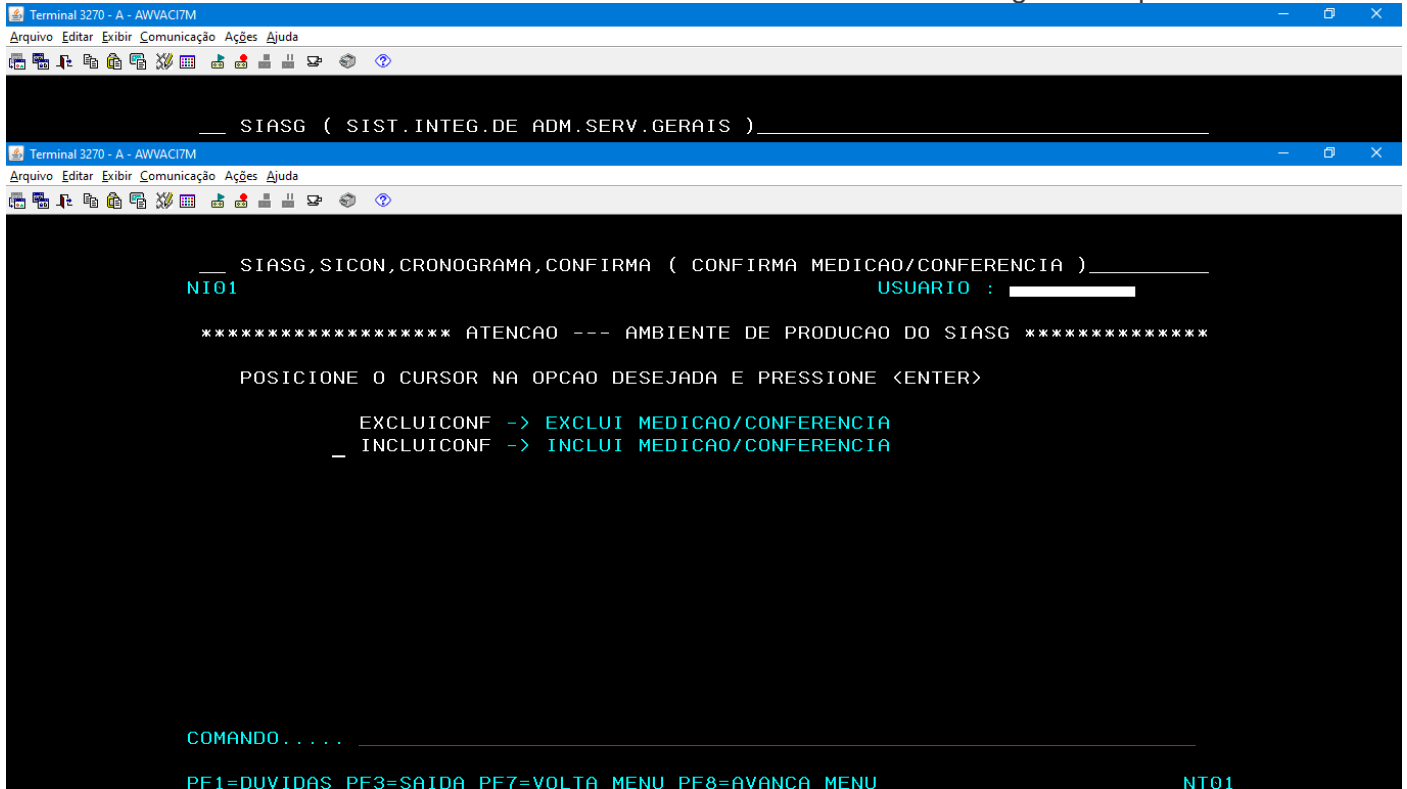 Terminal 3270 - A - AWVACI7M
Arquivo Editar Exibir Comunicação Ações Ajuda
__ SIASG ( SIST.INTEG.DE ADM.SERV.GERAIS )
Terminal 3270 - A - AWVACI7M
Arquivo Editar Exibir Comunicação Ações Ajuda
__ SIASG,SICON,CRONOGRAMA,CONFIRMA ( CONFIRMA MEDICAO/CONFERENCIA )
NI01 USUARIO :
******************* ATENCAO --- AMBIENTE DE PRODUCAO DO SIASG **************
POSICIONE O CURSOR NA OPCAO DESEJADA E PRESSIONE <ENTER>
EXCLUICONF -> EXCLUI MEDICAO/CONFERENCIA
_ INCLUICONF -> INCLUI MEDICAO/CONFERENCIA
COMANDO.....
PF1=DUVIDAS PF3=SAIDA PF7=VOLTA MENU PF8=AVANCA MENU NT01